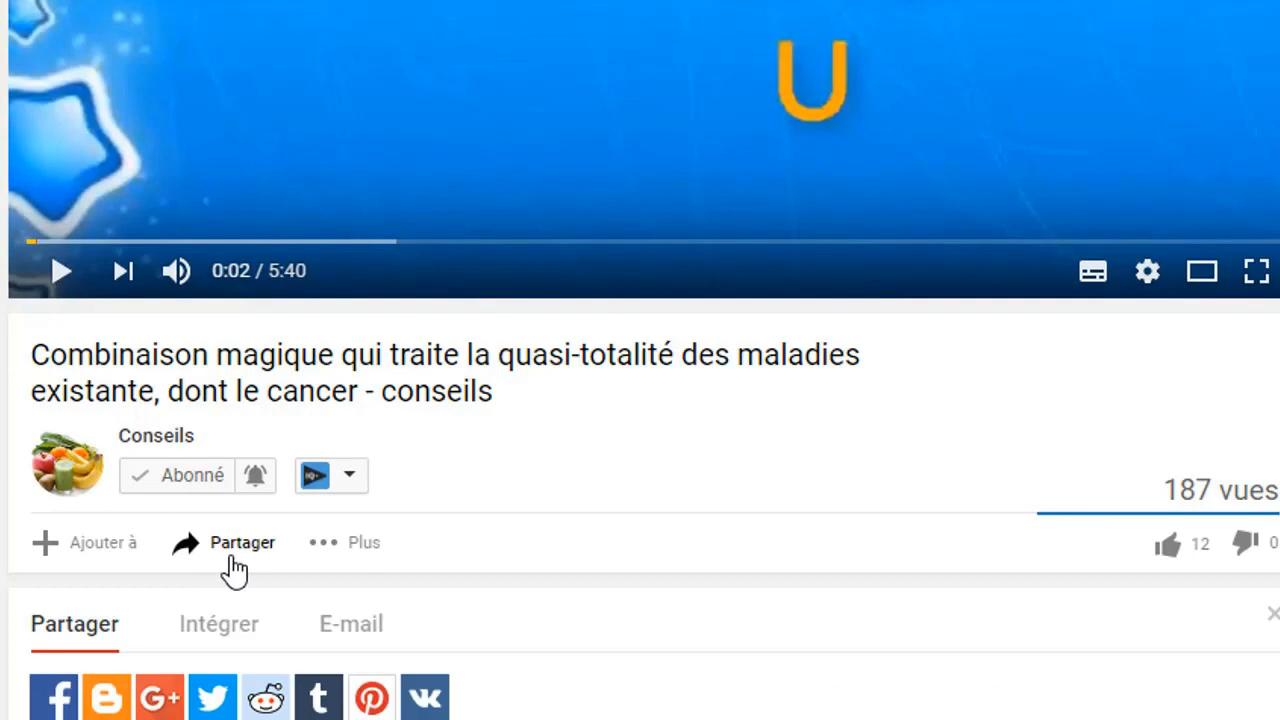 U
0:02 / 5:40
Combinaison magique qui traite la quasi-totalité des maladies
existante, dont le cancer - conseils
Conseils
Abonné
187 vues
Ajouter à Partager Plus 12 0
Partager Intégrer E-mail
f G+ t